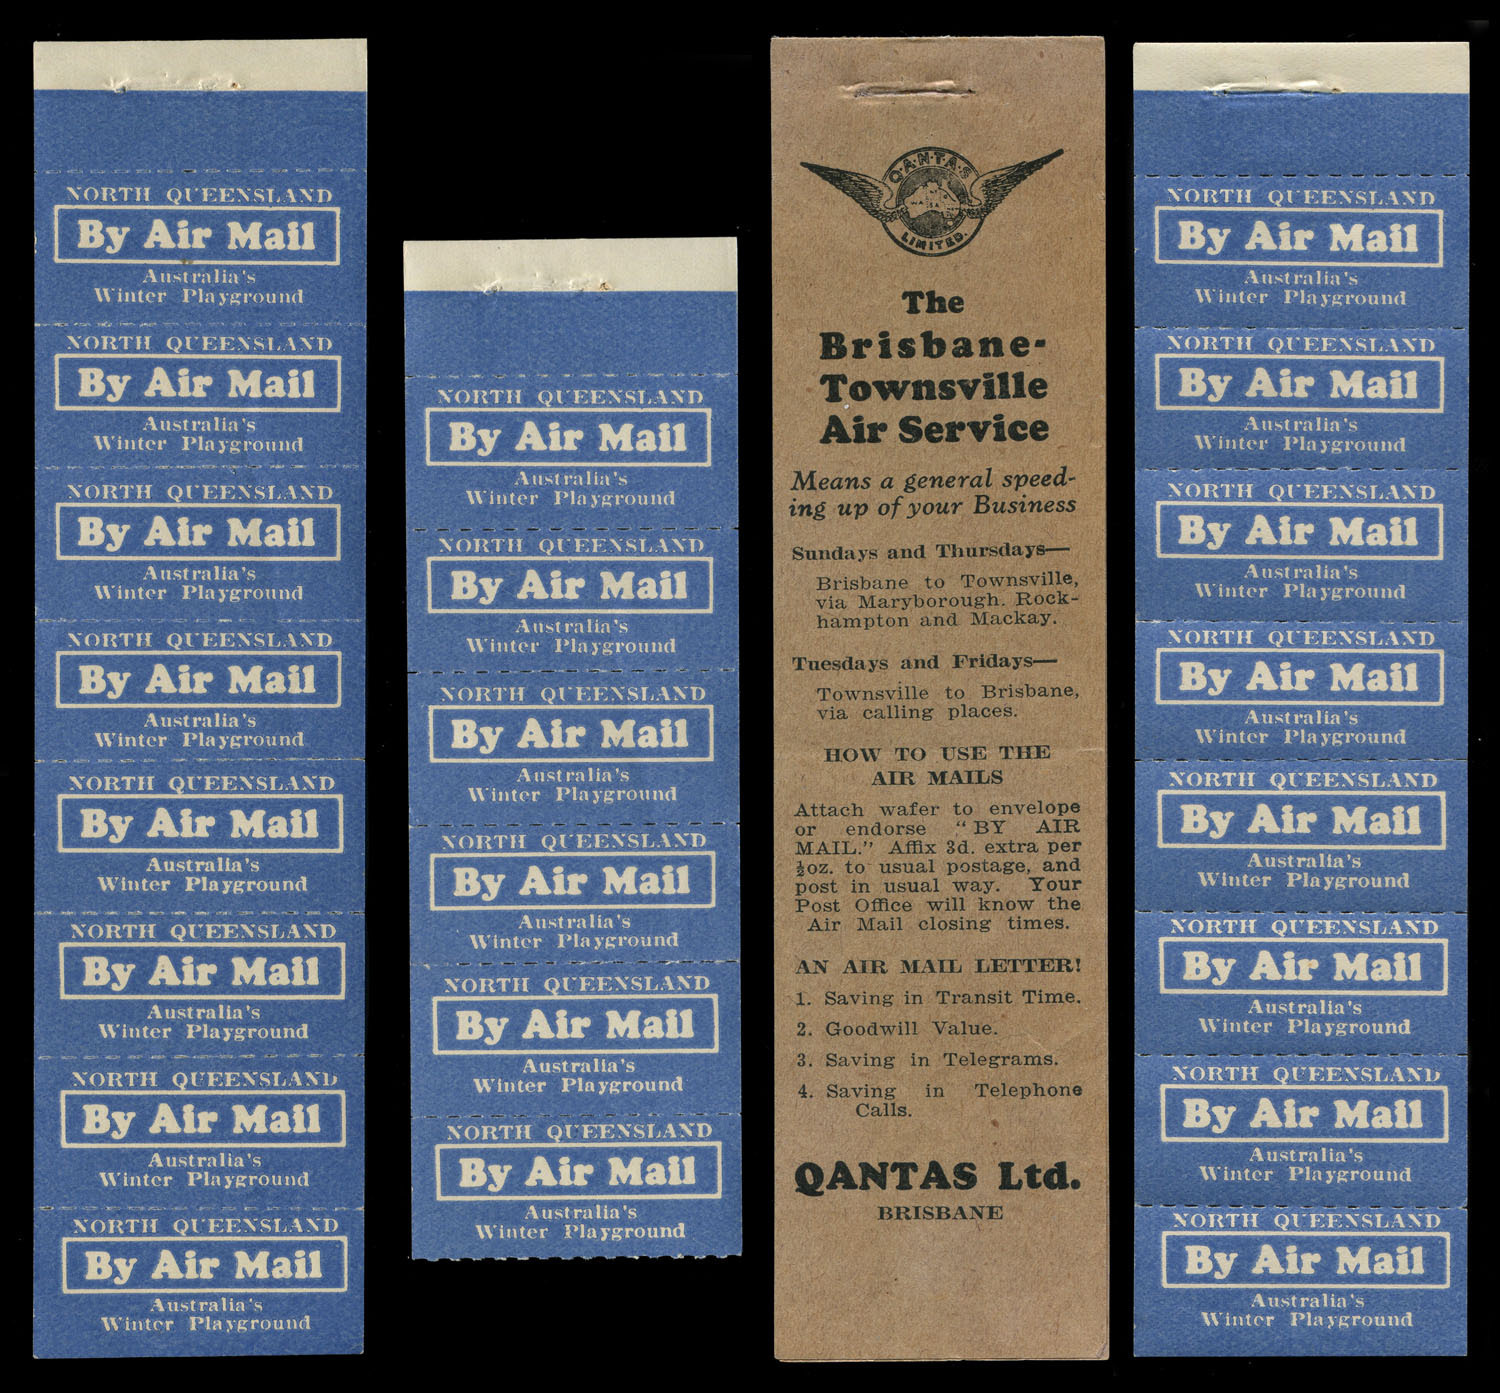 NORTH QUEENSLAND
By Air Mail
Australia's
Winter Playground
NORTH QUEENSLAND
By Air Mail
Australia's
Winter Playground
NORTH QUEENSLAND
By Air Mail
Australia's
Winter Playground
NORTH QUEENSLAND
By Air Mail
Australia's
Winter Playground
NORTH QUEENSLAND
By Air Mail
Australia's
Winter Playground
NORTH QUEENSLAND
By Air Mail
Australia's
Winter Playground
NORTH QUEENSLAND
By Air Mail
Australia's
Winter Playground
NORTH QUEENSLAND
By Air Mail
Australia's
Winter Playground
NORTH QUEENSLAND
By Air Mail
Australia's
Winter Playground
NORTH QUEENSLAND
By Air Mail
Australia's
Winter Playground
NORTH QUEENSLAND
By Air Mail
Australia's
Winter Playground
NORTH QUEENSLAND
By Air Mail
Australia's
Winter Playground
NORTH QUEENSLAND
By Air Mail
Australia's
Winter Playground
NORTH QUEENSLAND
By Air Mail
Australia's
Winter Playground
Q.A.N.T.A.S
LIMITED.
The
Brisbane-
Townsville
Air Service
Means a general speed-
ing up of your Business
Sundays and Thursdays—
Brisbane to Townsville,
via Maryborough. Rock-
hampton and Mackay.
Tuesdays and Fridays—
Townsville to Brisbane,
via calling places.
HOW TO USE THE
AIR MAILS
Attach wafer to envelope
or endorse "BY AIR
MAIL." Affix 3d. extra per
½oz. to usual postage, and
post in usual way. Your
Post Office will know the
Air Mail closing times.
AN AIR MAIL LETTER!
1. Saving in Transit Time.
2. Goodwill Value.
3. Saving in Telegrams.
4. Saving in Telephone
Calls.
QANTAS Ltd.
BRISBANE
NORTH QUEENSLAND
By Air Mail
Australia's
Winter Playground
NORTH QUEENSLAND
By Air Mail
Australia's
Winter Playground
NORTH QUEENSLAND
By Air Mail
Australia's
Winter Playground
NORTH QUEENSLAND
By Air Mail
Australia's
Winter Playground
NORTH QUEENSLAND
By Air Mail
Australia's
Winter Playground
NORTH QUEENSLAND
By Air Mail
Australia's
Winter Playground
NORTH QUEENSLAND
By Air Mail
Australia's
Winter Playground
NORTH QUEENSLAND
By Air Mail
Australia's
Winter Playground